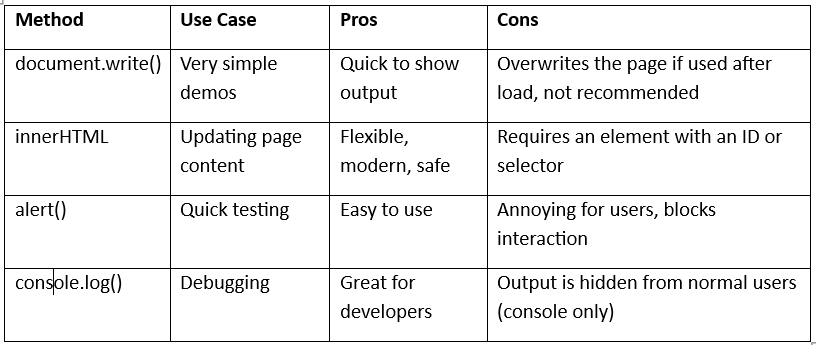 Method Use Case Pros Cons
document.write() Very simple demos Quick to show output Overwrites the page if used after load, not recommended
innerHTML Updating page content Flexible, modern, safe Requires an element with an ID or selector
alert() Quick testing Easy to use Annoying for users, blocks interaction
console.log() Debugging Great for developers Output is hidden from normal users (console only)